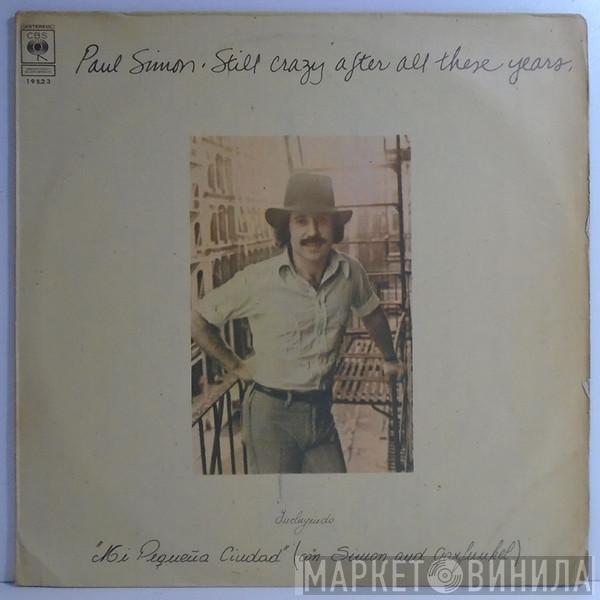 ESTEREO
CBS
19523
Paul Simon. Still crazy after all these years.
Incluyendo
"Mi Pequeña Ciudad" (con Simon and Garfunkel)
МАРКЕТ ВИНИЛА